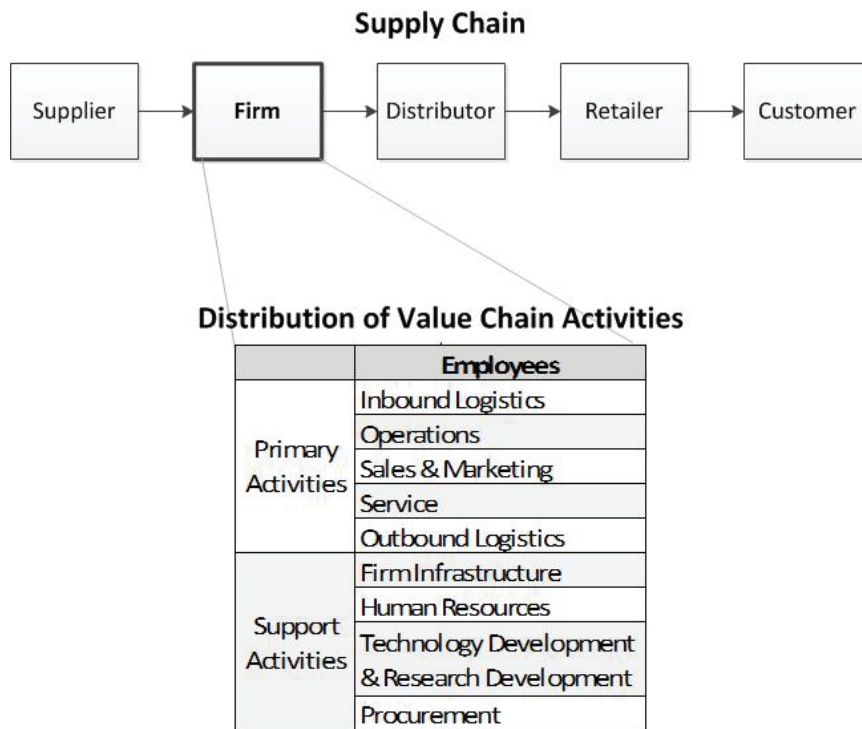 Supply Chain
Supplier
Firm
Distributor
Retailer
Customer
Distribution of Value Chain Activities
Employees
Primary
Activities
Inbound Logistics
Operations
Sales & Marketing
Service
Outbound Logistics
Support
Activities
Firm Infrastructure
Human Resources
Technology Development
& Research Development
Procurement